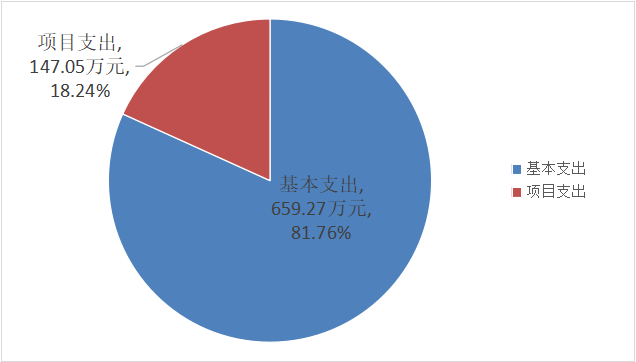 项目支出,
147.05万元,
18.24%
基本支出,
659.27万元,
81.76%
基本支出
项目支出